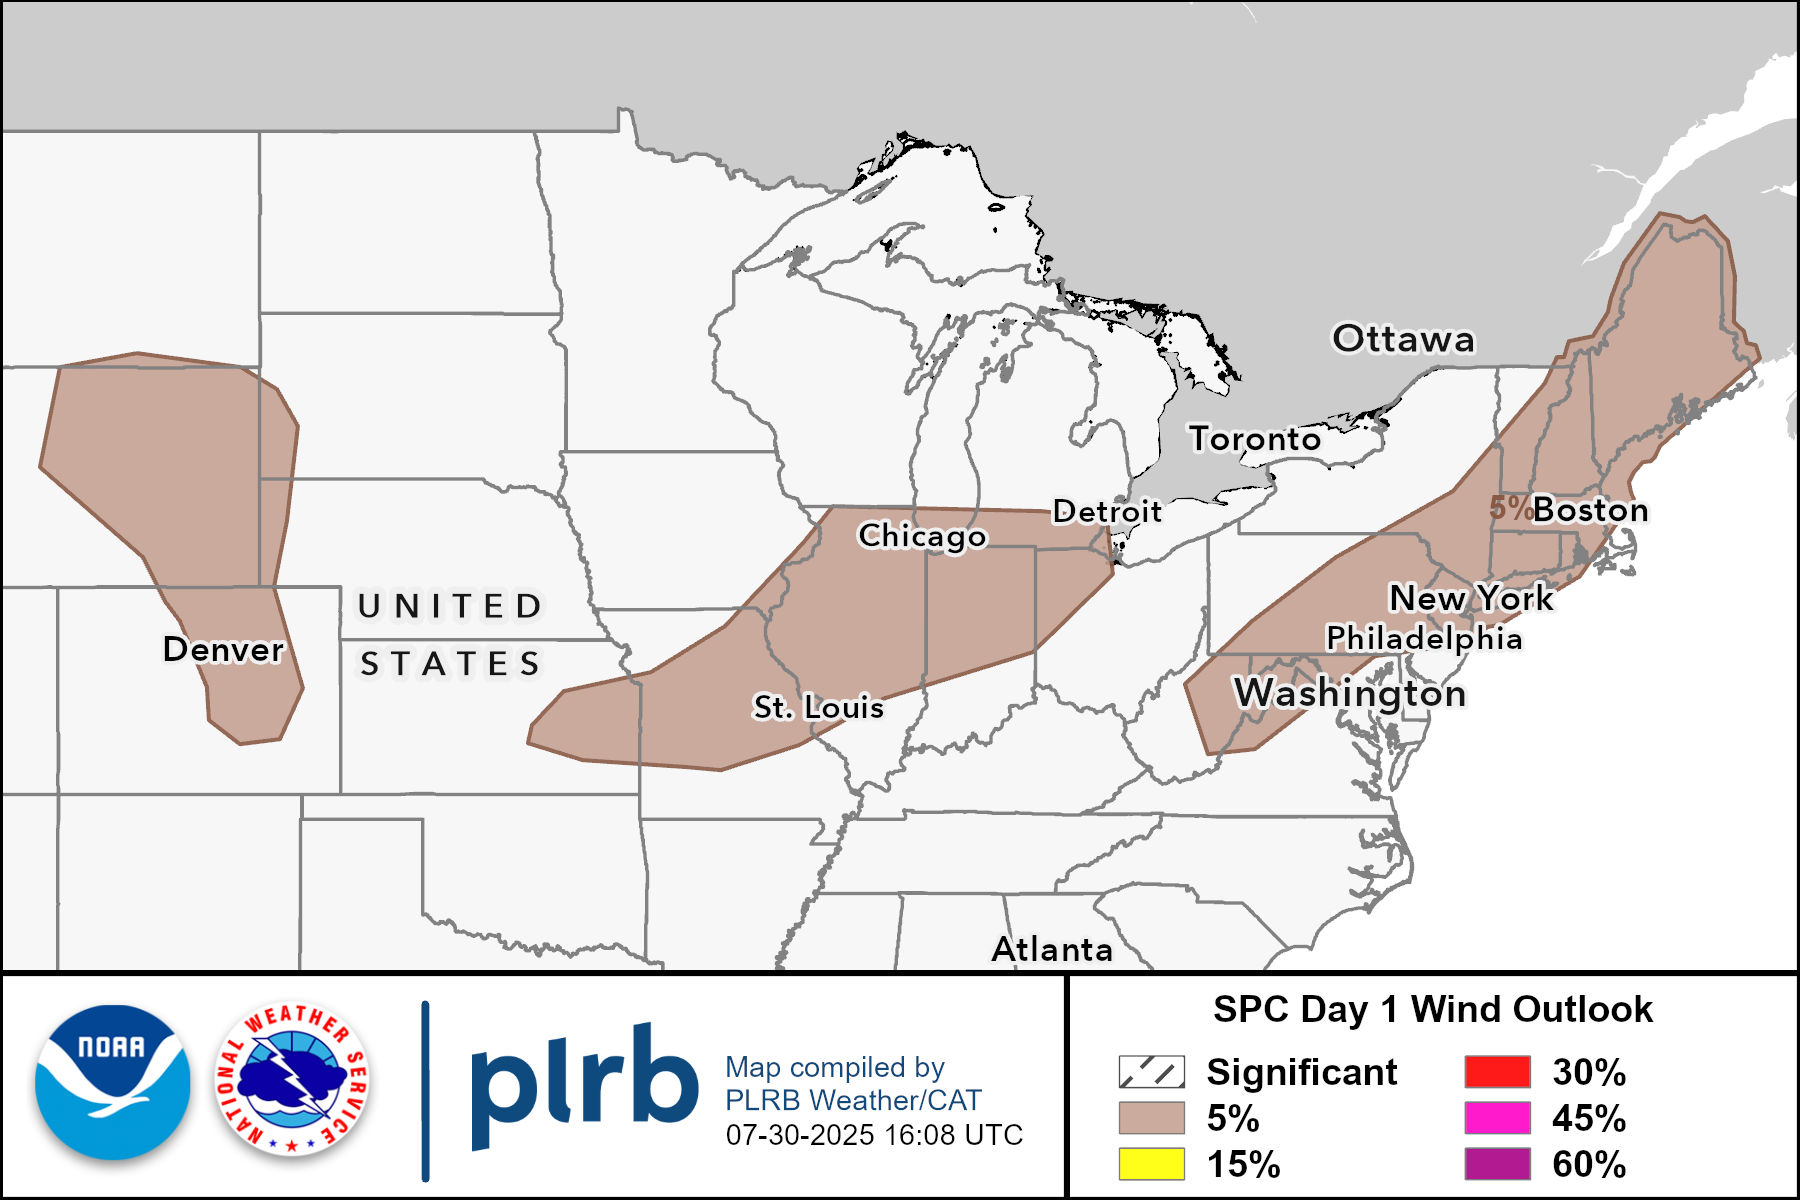 Ottawa
Toronto
Detroit
Chicago
5%
Boston
UNITED
STATES
Denver
New York
Philadelphia
Washington
St. Louis
Atlanta
NOAA
NATIONAL WEATHER SERVICE
plrb
Map compiled by
PLRB Weather/CAT
07-30-2025 16:08 UTC
SPC Day 1 Wind Outlook
Significant
5%
15%
30%
45%
60%